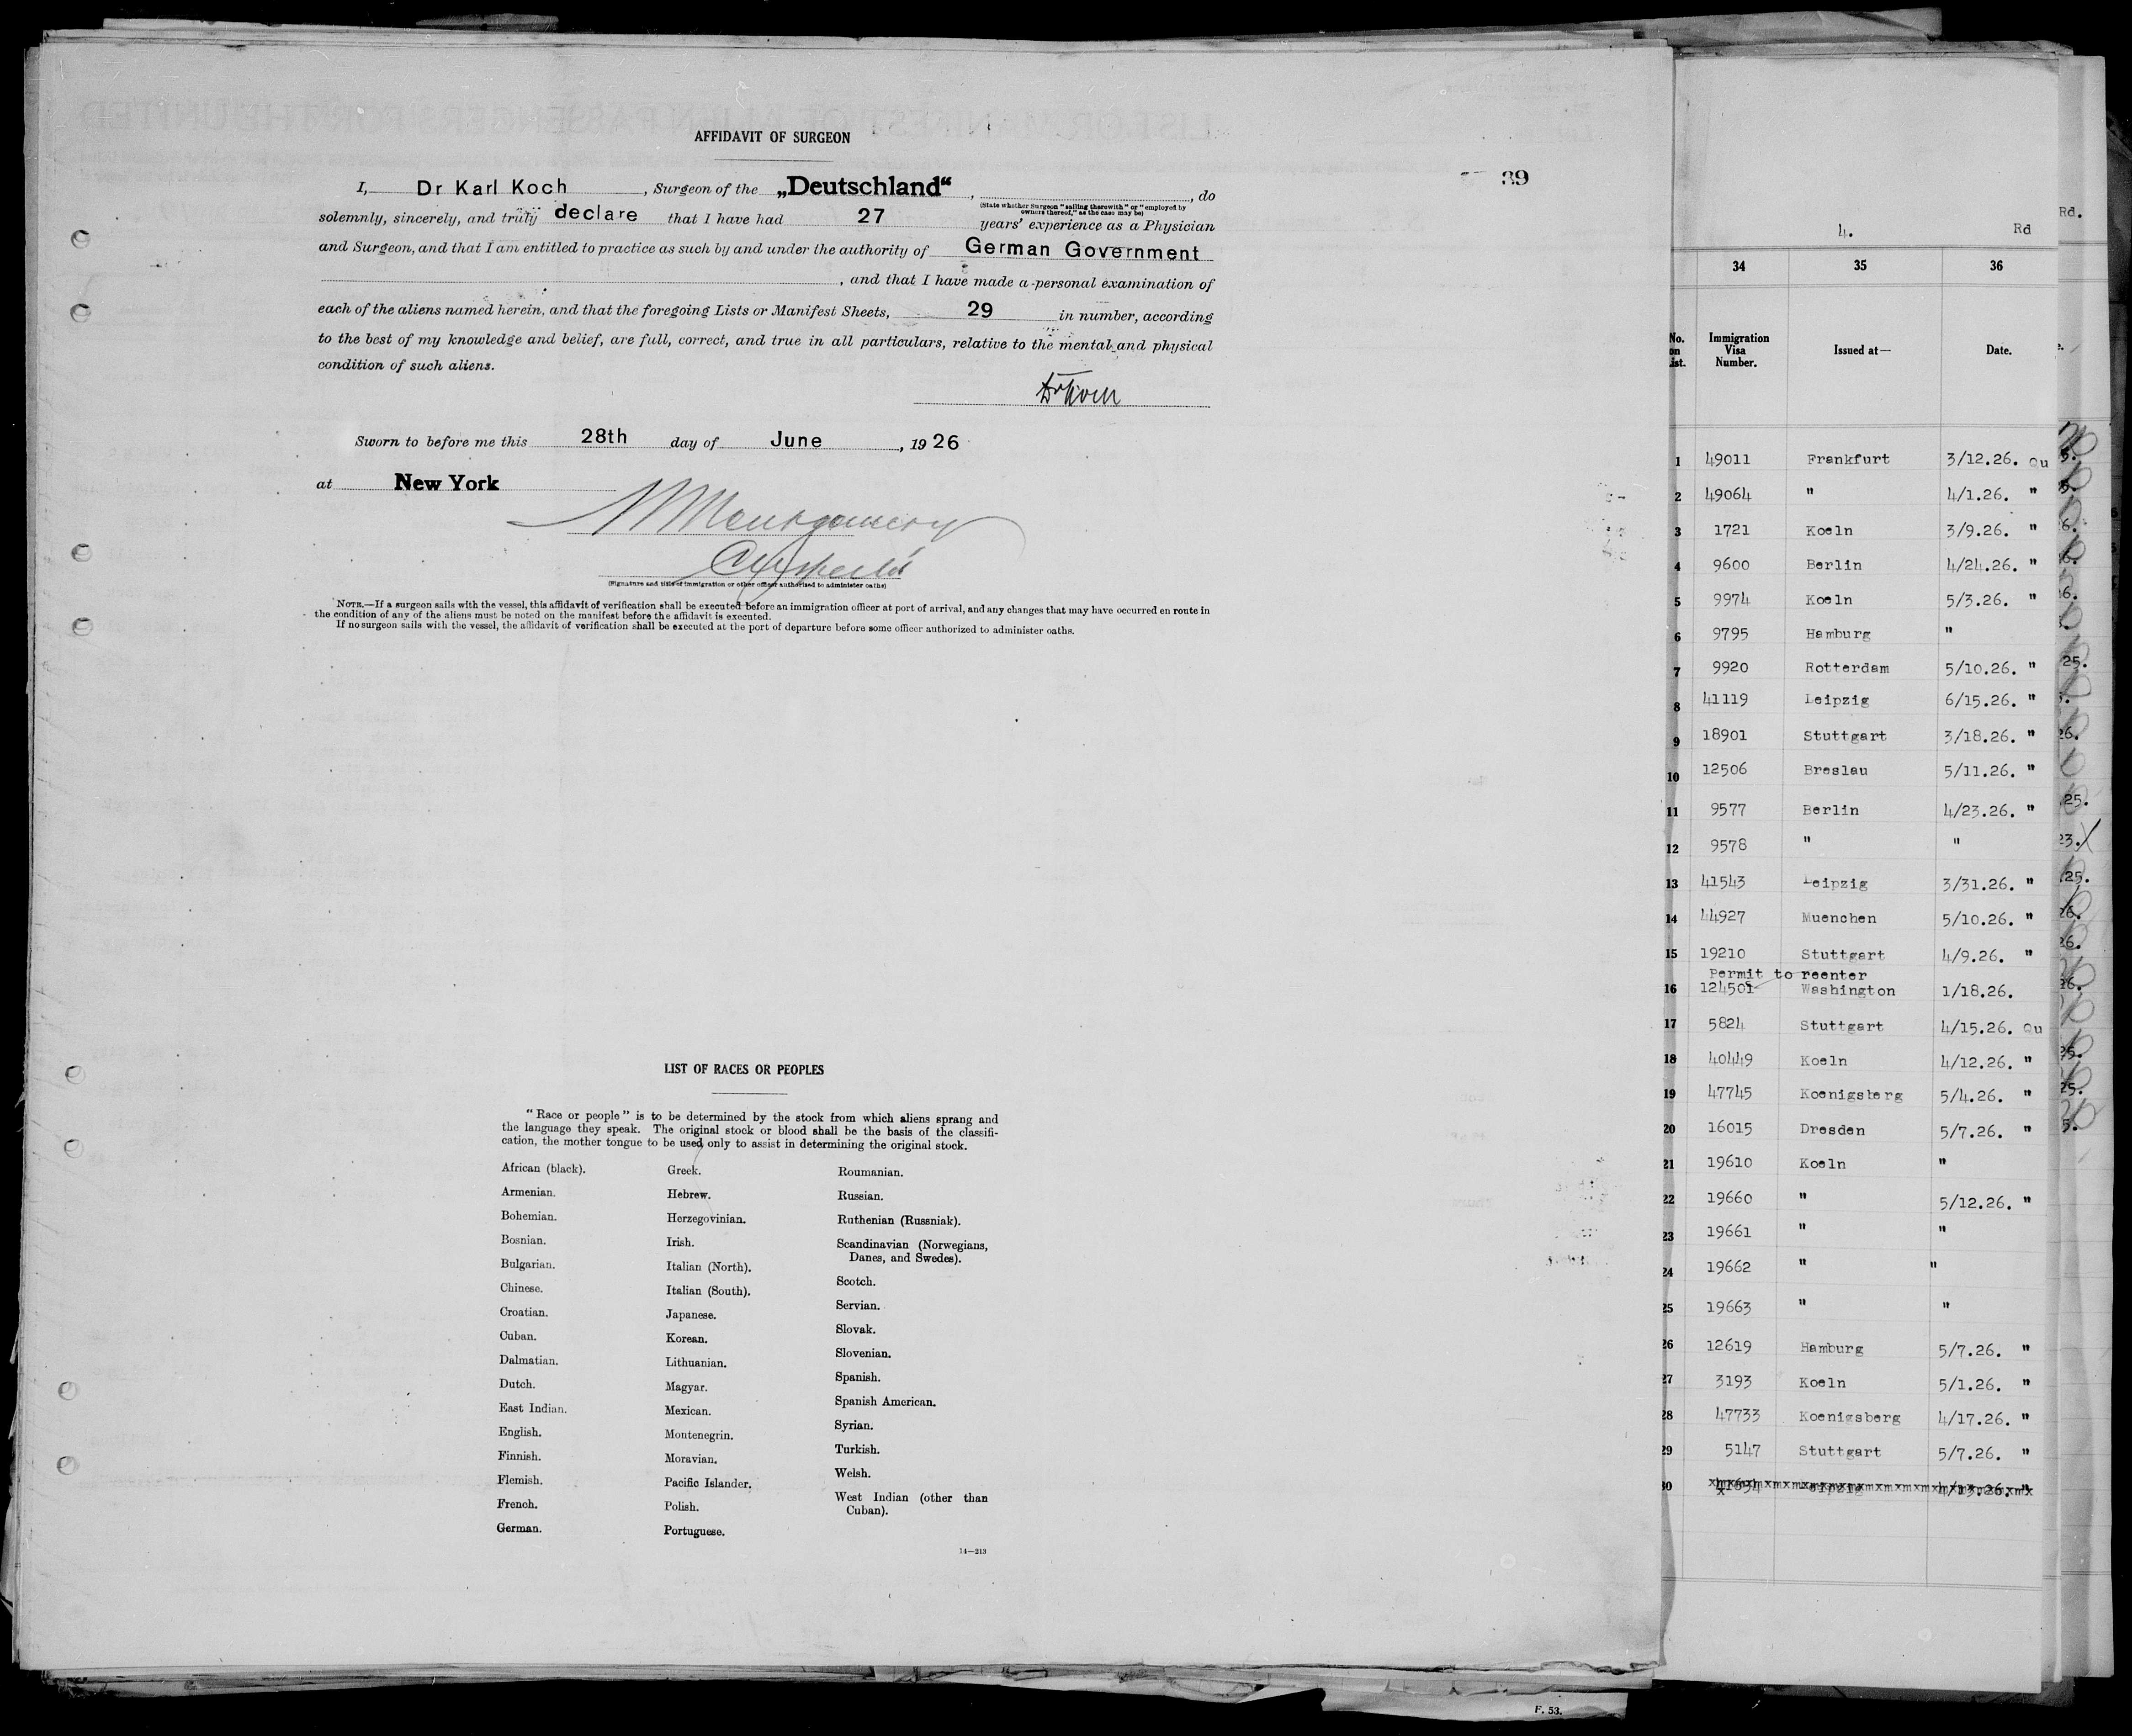 AFFIDAVIT OF SURGEON
39
I, Dr Karl Koch, Surgeon of the „Deutschland“, , do
(State whether Surgeon "sailing therewith" or "employed by owners thereof," as the case may be)
solemnly, sincerely, and truly declare that I have had 27 years' experience as a Physician
and Surgeon, and that I am entitled to practice as such by and under the authority of German Government
, and that I have made a personal examination of
each of the aliens named herein, and that the foregoing Lists or Manifest Sheets, 29 in number, according
to the best of my knowledge and belief, are full, correct, and true in all particulars, relative to the mental and physical
condition of such aliens.
Dr Koch
Sworn to before me this 28th day of June, 1926
at New York
Montgomery
(Signature and title of immigration or other officer authorized to administer oaths)
NOTE.—If a surgeon sails with the vessel, this affidavit of verification shall be executed before an immigration officer at port of arrival, and any changes that may have occurred en route in
the condition of any of the aliens must be noted on the manifest before the affidavit is executed.
If no surgeon sails with the vessel, the affidavit of verification shall be executed at the port of departure before some officer authorized to administer oaths.
LIST OF RACES OR PEOPLES
"Race or people" is to be determined by the stock from which aliens sprang and
the language they speak. The original stock or blood shall be the basis of the classifi-
cation, the mother tongue to be used only to assist in determining the original stock.
African (black).
Armenian.
Bohemian.
Bosnian.
Bulgarian.
Chinese.
Croatian.
Cuban.
Dalmatian.
Dutch.
East Indian.
English.
Finnish.
Flemish.
French.
German.
Greek.
Hebrew.
Herzegovinian.
Irish.
Italian (North).
Italian (South).
Japanese.
Korean.
Lithuanian.
Magyar.
Mexican.
Montenegrin.
Moravian.
Pacific Islander.
Polish.
Portuguese.
Roumanian.
Russian.
Ruthenian (Russniak).
Scandinavian (Norwegians,
Danes, and Swedes).
Scotch.
Servian.
Slovak.
Slovenian.
Spanish.
Spanish American.
Syrian.
Turkish.
Welsh.
West Indian (other than
Cuban).
14—213
4. Rd
Rd.
34 35 36
No. on List. Immigration Visa Number. Issued at— Date.
1 49011 Frankfurt 3/12.26. Qu
2 49064 " 4/1.26. "
3 1721 Koeln 3/9.26. "
4 9600 Berlin 4/24.26. "
5 9974 Koeln 5/3.26. "
6 9795 Hamburg "
7 9920 Rotterdam 5/10.26. "
8 41119 Leipzig 6/15.26. "
9 18901 Stuttgart 3/18.26. "
10 12506 Breslau 5/11.26. "
11 9577 Berlin 4/23.26. "
12 9578 " "
13 41543 Leipzig 3/31.26. "
14 44927 Muenchen 5/10.26. "
15 19210 Stuttgart 4/9.26. "
Permit to reenter
16 124501 Washington 1/18.26.
17 5824 Stuttgart 4/15.26. Qu
18 40449 Koeln 4/12.26. "
19 47745 Koenigsberg 5/4.26. "
20 16015 Dresden 5/7.26. "
21 19610 Koeln "
22 19660 " 5/12.26. "
23 19661 " "
24 19662 " "
25 19663 " "
26 12619 Hamburg 5/7.26. "
27 3193 Koeln 5/1.26. "
28 47733 Koenigsberg 4/17.26. "
29 5147 Stuttgart 5/7.26. "
30
F. 53.